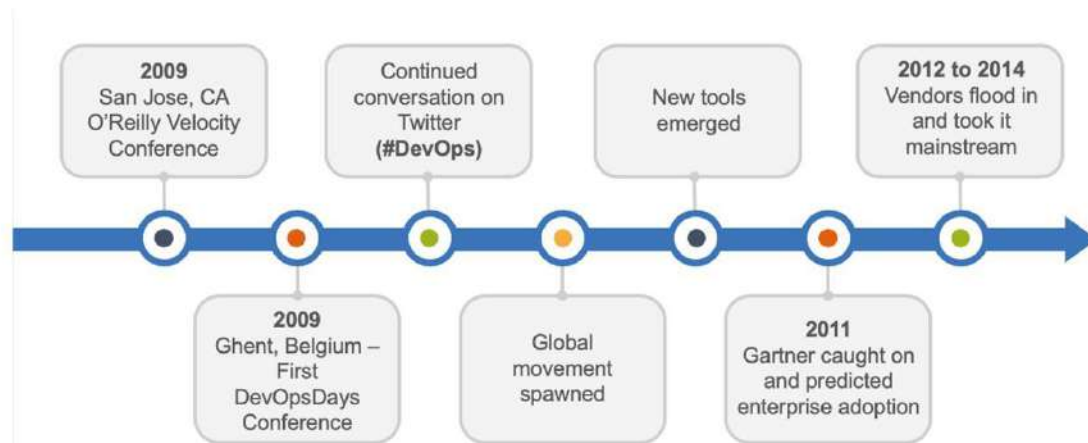 2009
San Jose, CA
O'Reilly Velocity
Conference
2009
Ghent, Belgium –
First
DevOpsDays
Conference
Continued
conversation on
Twitter
(#DevOps)
Global
movement
spawned
New tools
emerged
2011
Gartner caught on
and predicted
enterprise adoption
2012 to 2014
Vendors flood in
and took it
mainstream